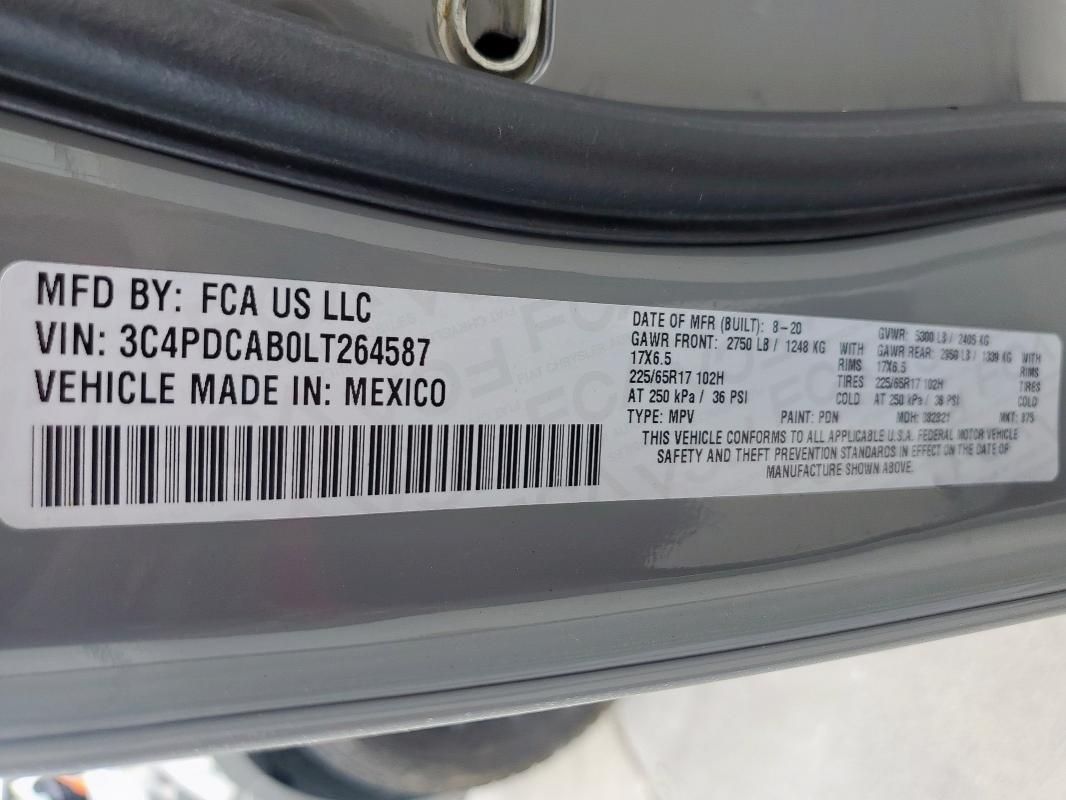 MFD BY: FCA US LLC
VIN: 3C4PDCAB0LT264587
VEHICLE MADE IN: MEXICO
DATE OF MFR (BUILT): 8-20 GVWR: 5300 LB / 2405 KG
GAWR FRONT: 2750 LB / 1248 KG WITH GAWR REAR: 2950 LB / 1339 KG WITH
17X6.5 RIMS 17X6.5 RIMS
225/65R17 102H TIRES 225/65R17 102H TIRES
AT 250 kPa / 36 PSI COLD AT 250 kPa / 36 PSI COLD
TYPE: MPV PAINT: PDN MDH: 082821 MKT: 875
THIS VEHICLE CONFORMS TO ALL APPLICABLE U.S.A. FEDERAL MOTOR VEHICLE
SAFETY AND THEFT PREVENTION STANDARDS IN EFFECT ON THE DATE OF
MANUFACTURE SHOWN ABOVE.